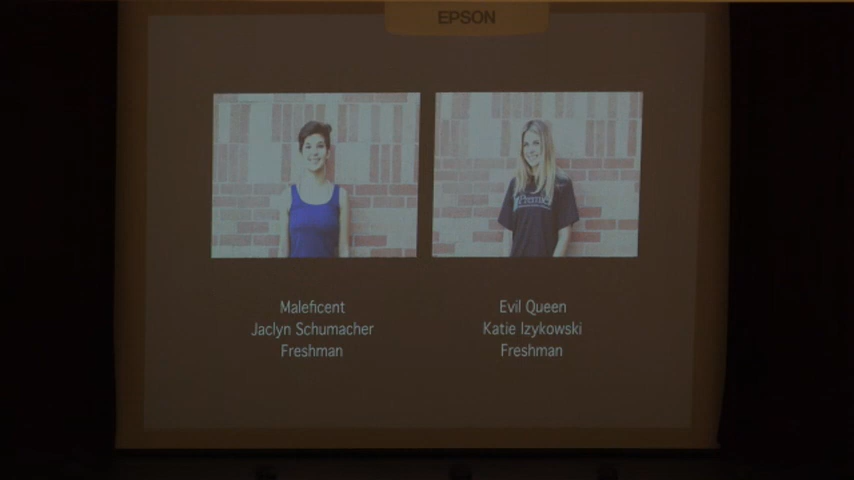 EPSON
Maleficent
Jaclyn Schumacher
Freshman
Evil Queen
Katie Izykowski
Freshman